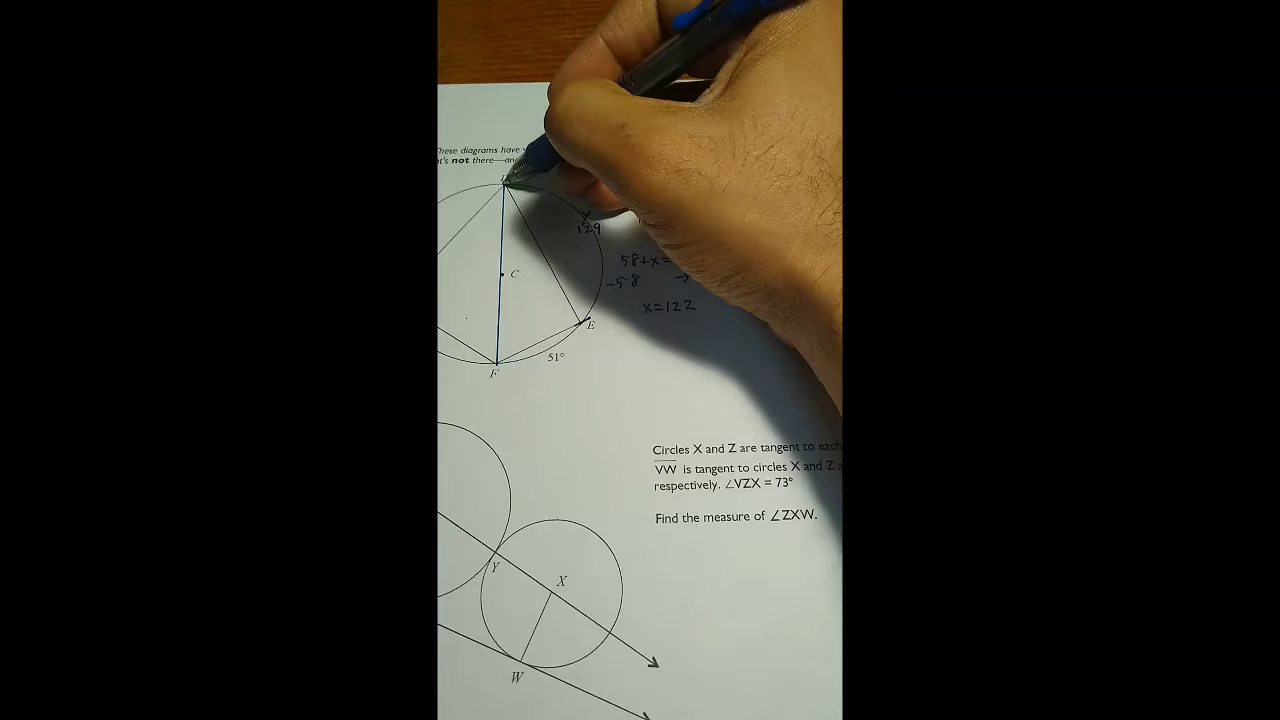 These diagrams have
t's not there—an
129
58+x=
C
-58 →
x=122
E
51°
F
Circles X and Z are tangent to each
VW is tangent to circles X and Z
respectively. ∠VZX = 73°
Find the measure of ∠ZXW.
Y
X
W